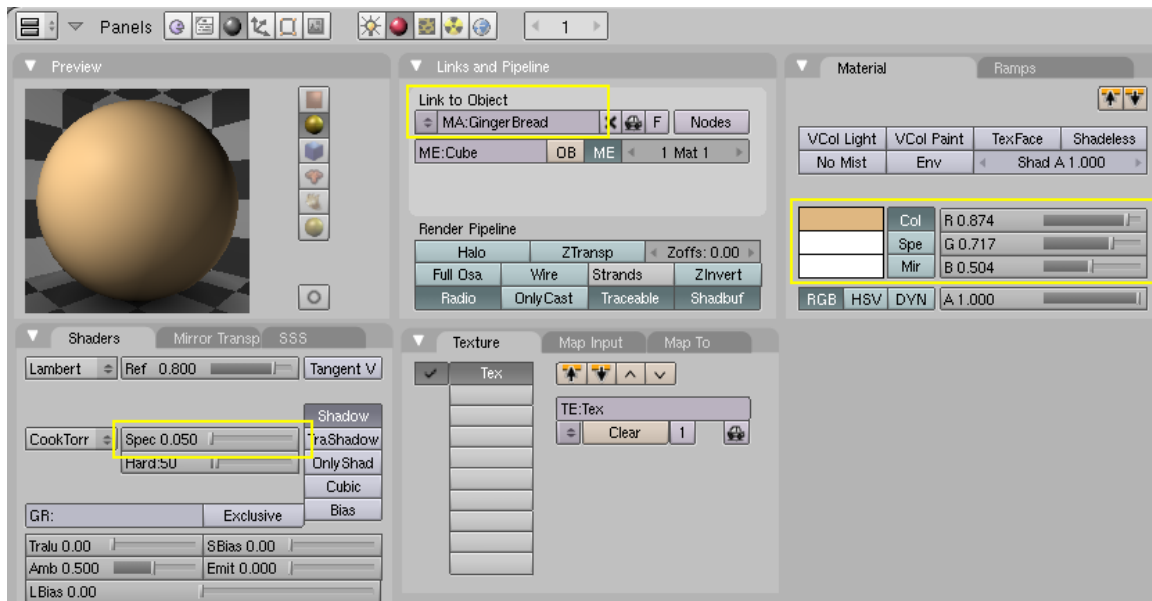 Panels 1
Preview
Links and Pipeline
Link to Object
MA:GingerBread F Nodes
ME:Cube OB ME 1 Mat 1
Render Pipeline
Halo ZTransp Zoffs: 0.00
Full Osa Wire Strands ZInvert
Radio OnlyCast Traceable Shadbuf
Material Ramps
VCol Light VCol Paint TexFace Shadeless
No Mist Env Shad A 1.000
Col R 0.874
Spe G 0.717
Mir B 0.504
RGB HSV DYN A 1.000
Shaders Mirror Transp SSS
Lambert Ref 0.800 Tangent V
Shadow
CookTorr Spec 0.050 TraShadow
Hard:50 OnlyShad
Cubic
GR: Exclusive Bias
Tralu 0.00 SBias 0.00
Amb 0.500 Emit 0.000
LBias 0.00
Texture Map Input Map To
Tex
TE:Tex
Clear 1